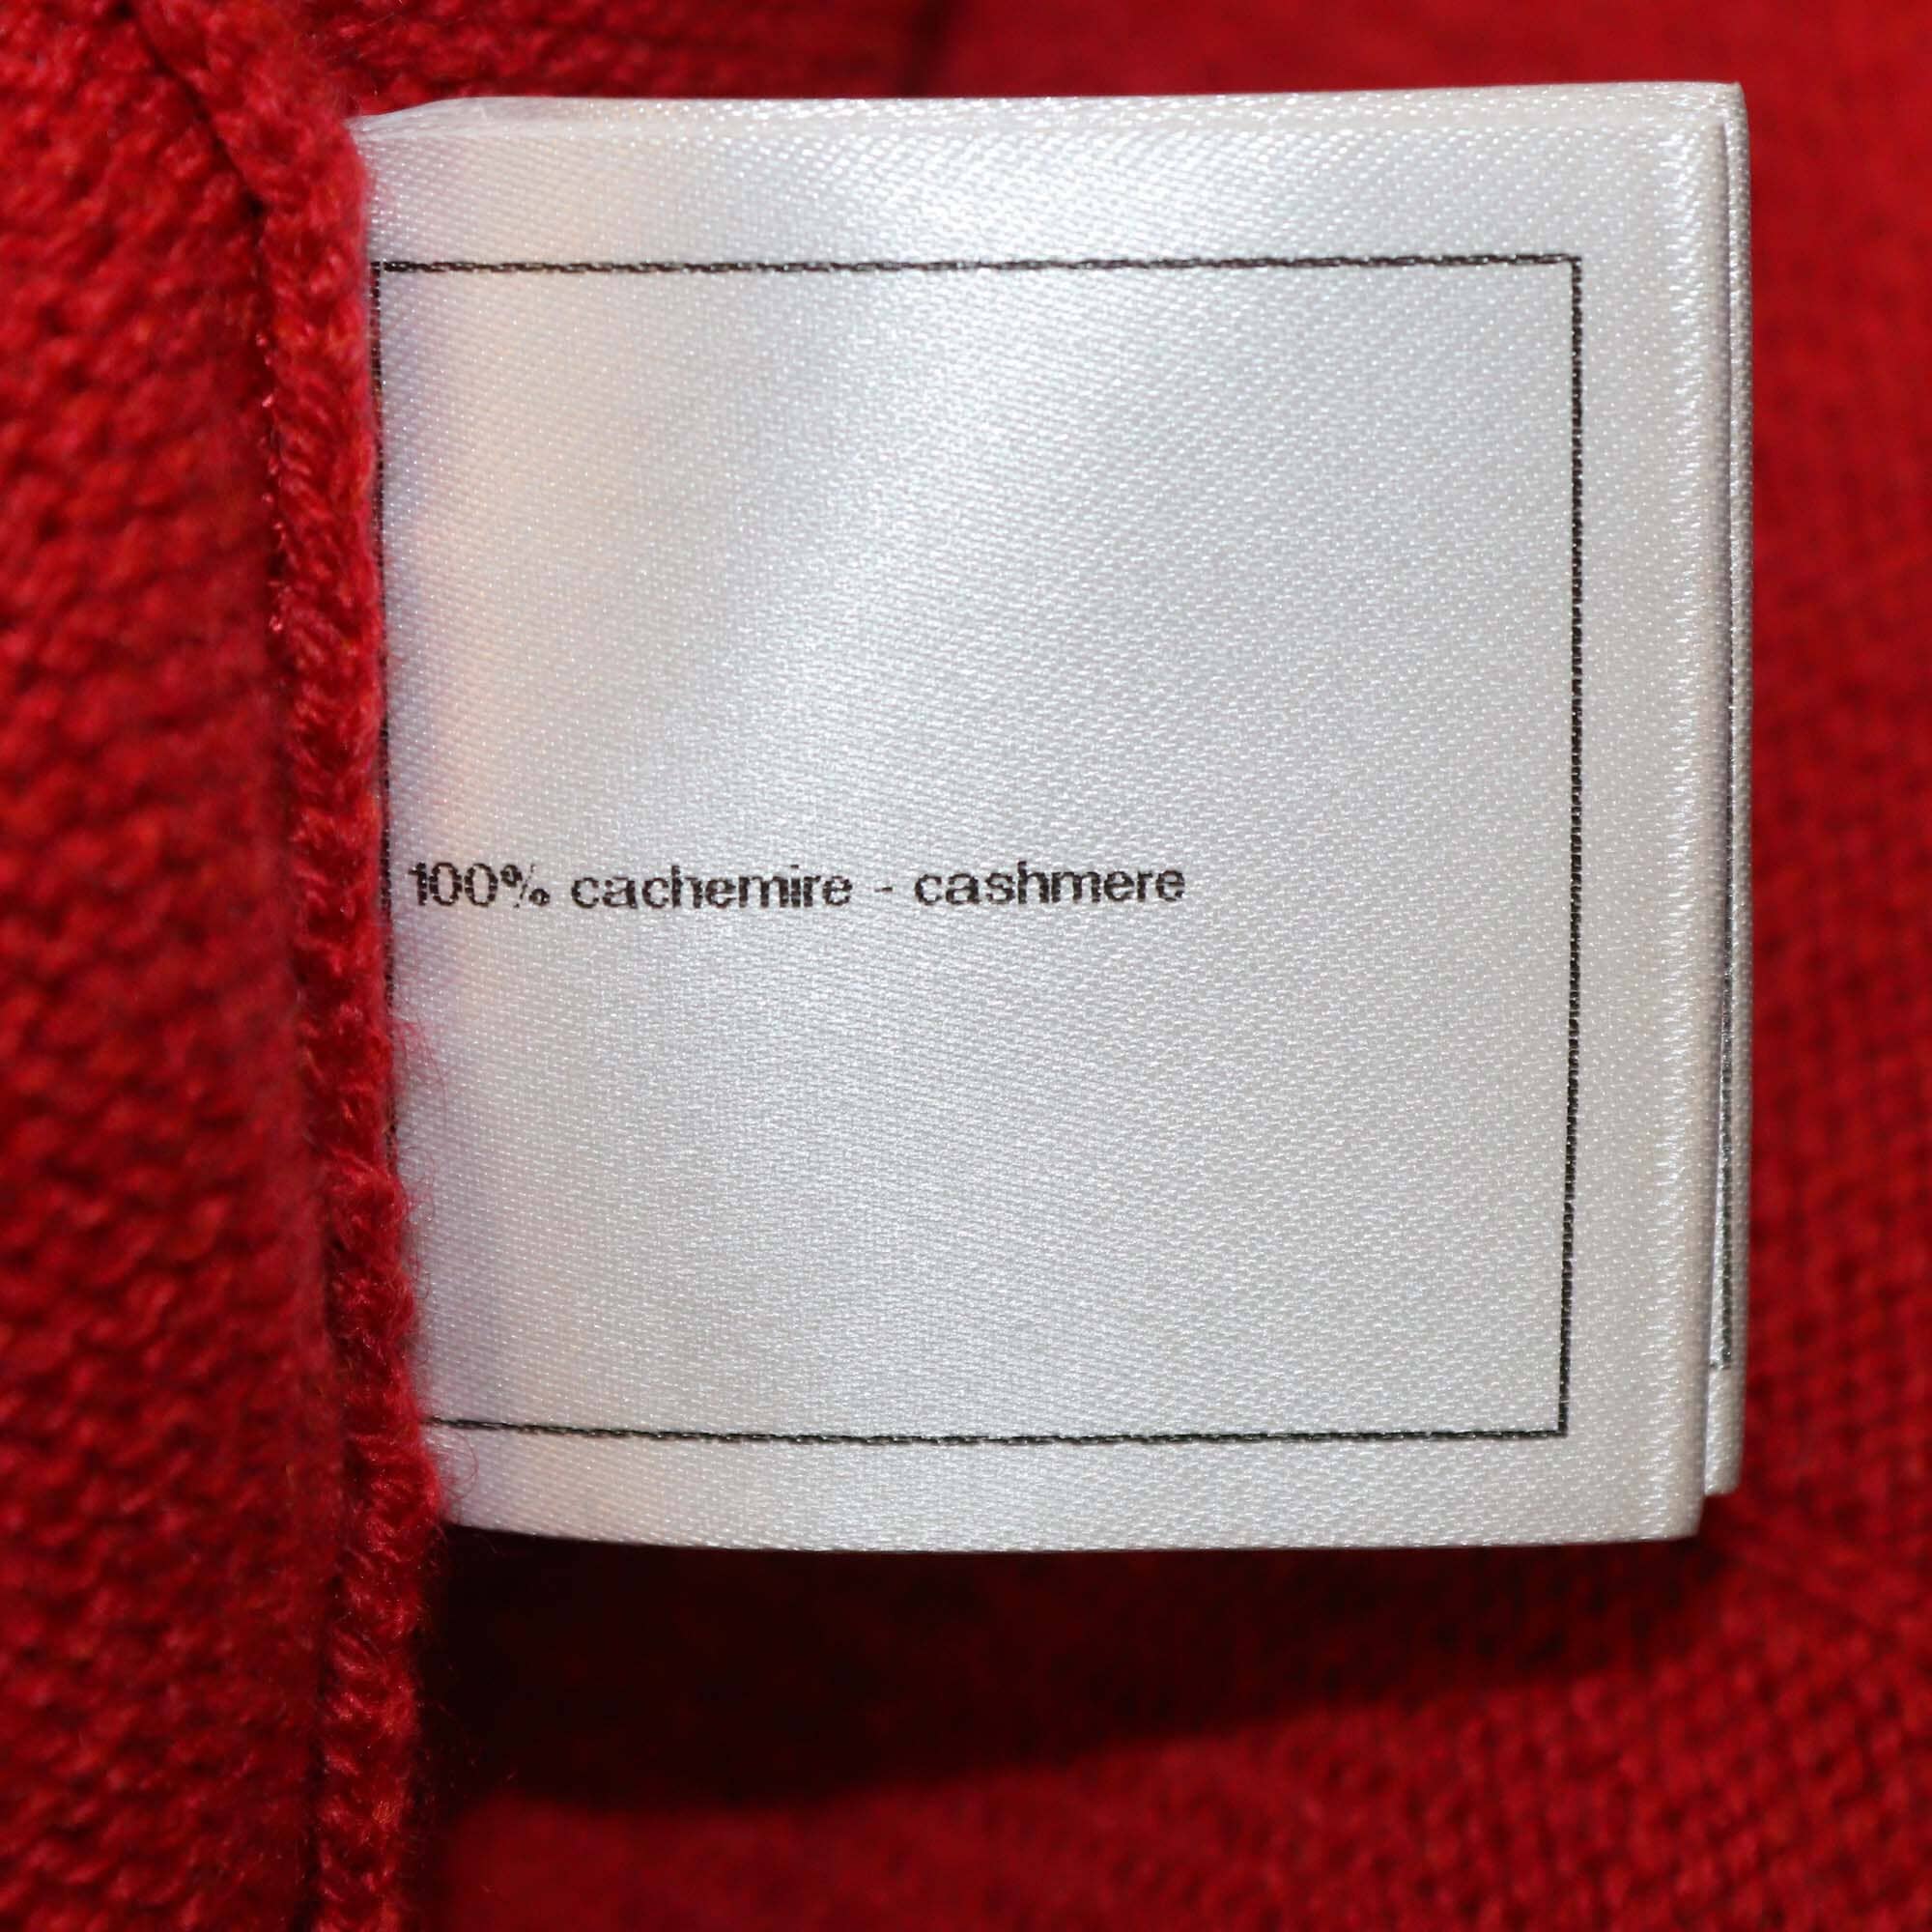 100% cachemire - cashmere